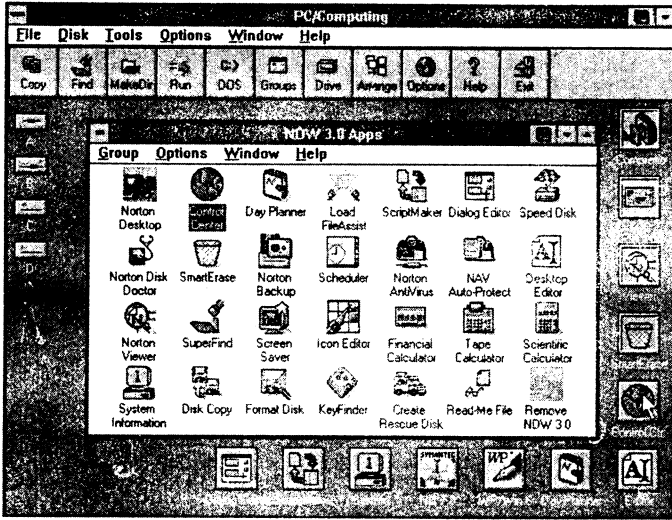 PC/Computing
File Disk Tools Options Window Help
Copy Find MakeDir Run DOS Groups Drive Arrange Options Help Exit
A
NDW 3.0 Apps
Group Options Window Help
C
D
Norton Desktop
Control Center
Day Planner
Load FileAssist
ScriptMaker
Dialog Editor
Speed Disk
Norton Disk Doctor
SmartErase
Norton Backup
Scheduler
Norton AntiVirus
NAV Auto-Protect
Desktop Editor
Norton Viewer
SuperFind
Screen Saver
Icon Editor
Financial Calculator
Tape Calculator
Scientific Calculator
System Information
Disk Copy
Format Disk
KeyFinder
Create Rescue Disk
Read-Me File
Remove NDW 3.0
SYMANTEC
WP